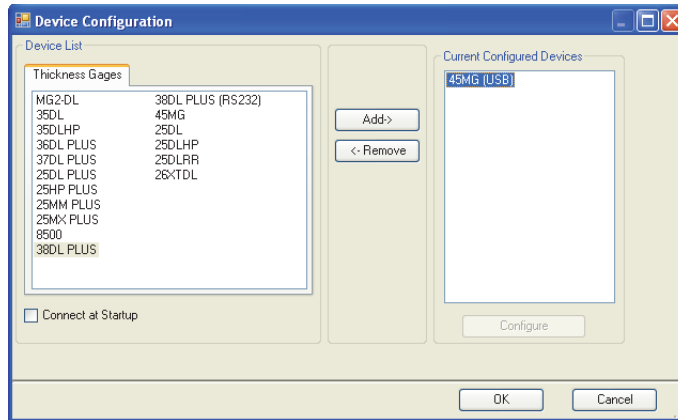 Device Configuration
Device List
Thickness Gages
MG2-DL
35DL
35DLHP
36DL PLUS
37DL PLUS
25DL PLUS
25HP PLUS
25MM PLUS
25MX PLUS
8500
38DL PLUS
38DL PLUS (RS232)
45MG
25DL
25DLHP
25DLRR
26XTDL
Connect at Startup
Add->
<- Remove
Current Configured Devices
45MG (USB)
Configure
OK
Cancel